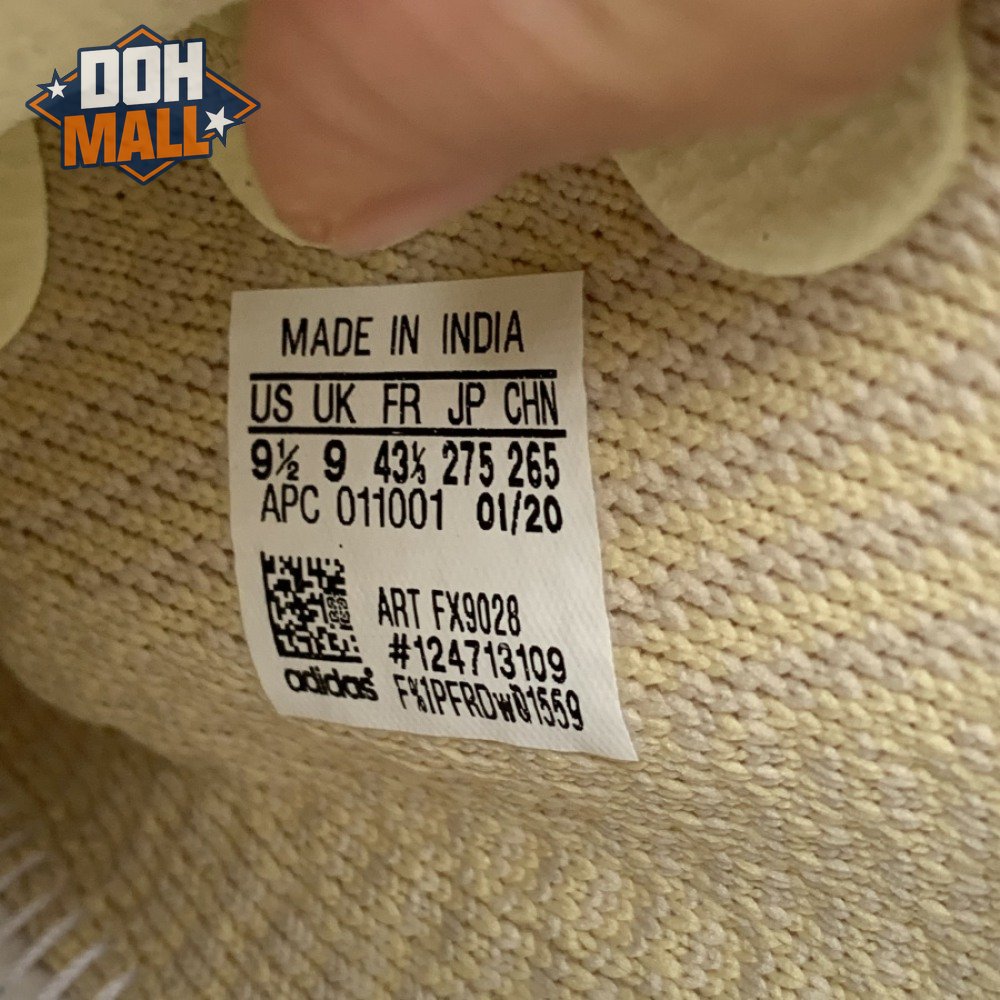 DOH
MALL
MADE IN INDIA
US UK FR JP CHN
9½ 9 43⅓ 275 265
APC 011001 01/20
ART FX9028
#124713109
adidas